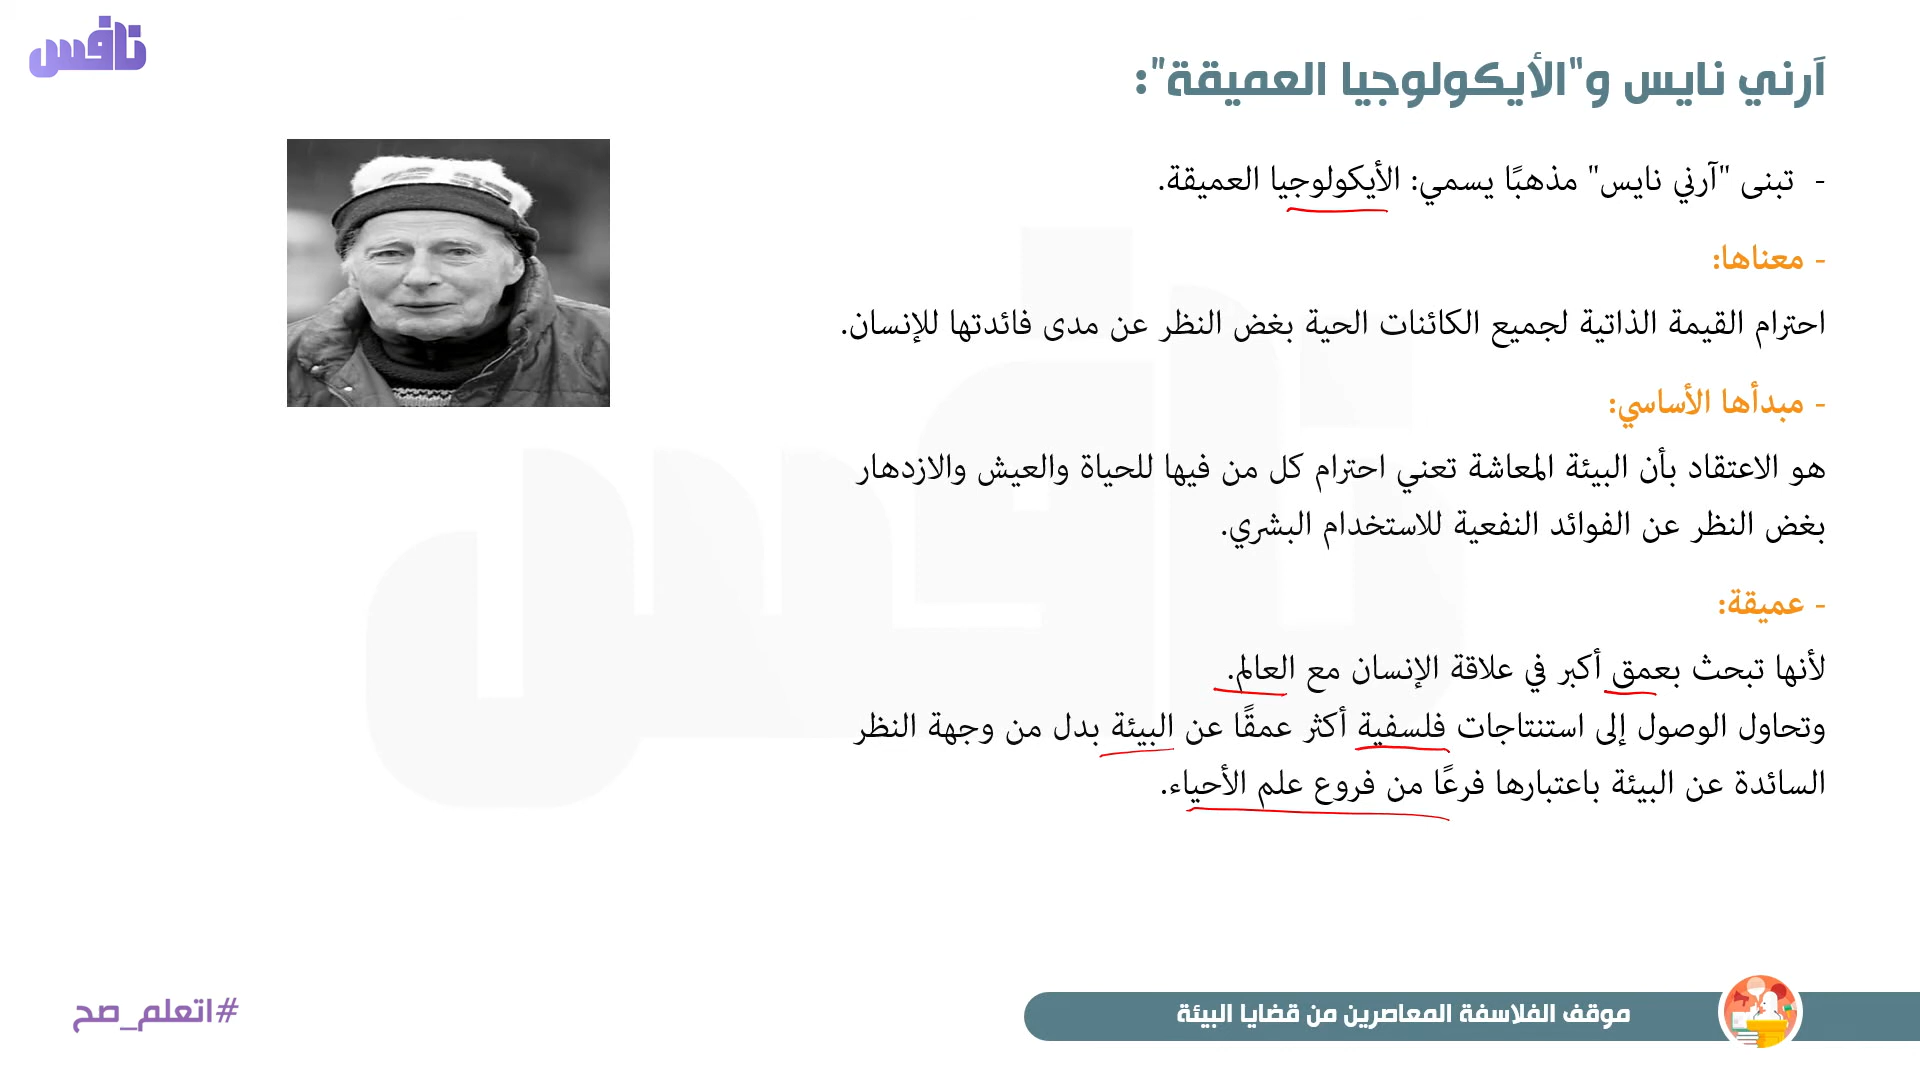 نافس
آرني نايس و"الأيكولوجيا العميقة":
- تبنى "آرني نايس" مذهبًا يسمي: الأيكولوجيا العميقة.
- معناها:
احترام القيمة الذاتية لجميع الكائنات الحية بغض النظر عن مدى فائدتها للإنسان.
- مبدأها الأساسي:
هو الاعتقاد بأن البيئة المعاشة تعني احترام كل من فيها للحياة والعيش والازدهار
بغض النظر عن الفوائد النفعية للاستخدام البشري.
- عميقة:
لأنها تبحث بعمق أكبر في علاقة الإنسان مع العالم.
وتحاول الوصول إلى استنتاجات فلسفية أكثر عمقًا عن البيئة بدل من وجهة النظر
السائدة عن البيئة باعتبارها فرعًا من فروع علم الأحياء.
موقف الفلاسفة المعاصرين من قضايا البيئة
#اتعلم_صح